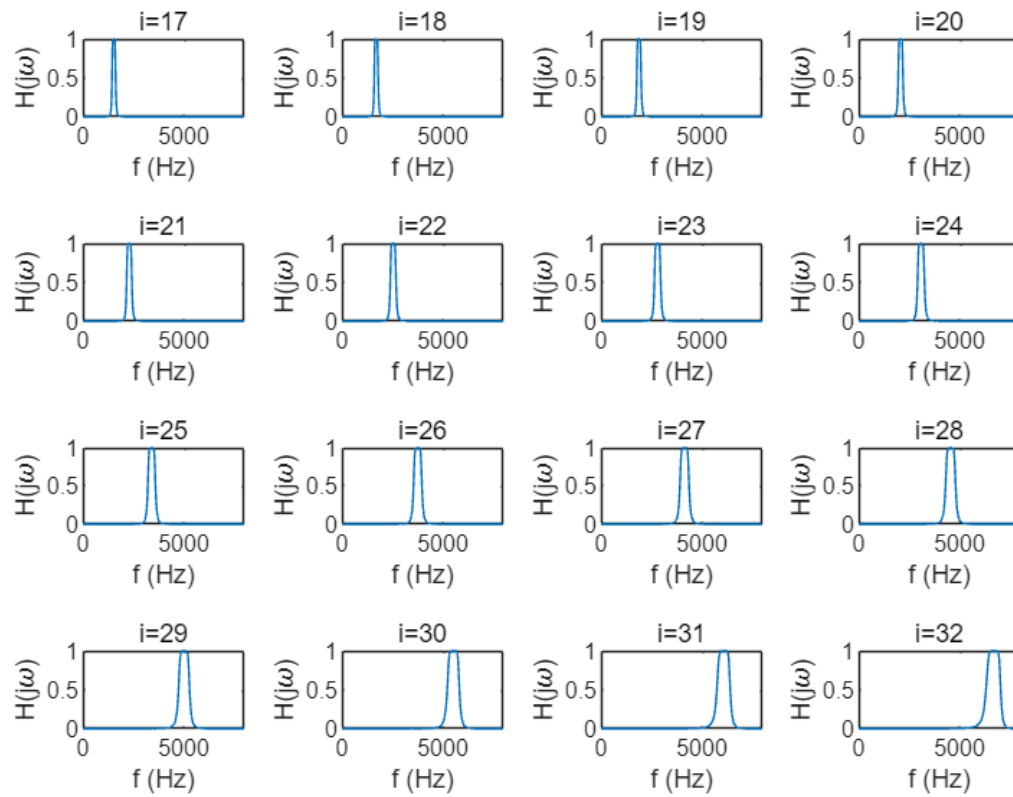 i=17 i=18 i=19 i=20
1 1 1 1
H(jω) 0.5 H(jω) 0.5 H(jω) 0.5 H(jω) 0.5
0 0 0 0
0 5000 0 5000 0 5000 0 5000
f (Hz) f (Hz) f (Hz) f (Hz)
i=21 i=22 i=23 i=24
1 1 1 1
H(jω) 0.5 H(jω) 0.5 H(jω) 0.5 H(jω) 0.5
0 0 0 0
0 5000 0 5000 0 5000 0 5000
f (Hz) f (Hz) f (Hz) f (Hz)
i=25 i=26 i=27 i=28
1 1 1 1
H(jω) 0.5 H(jω) 0.5 H(jω) 0.5 H(jω) 0.5
0 0 0 0
0 5000 0 5000 0 5000 0 5000
f (Hz) f (Hz) f (Hz) f (Hz)
i=29 i=30 i=31 i=32
1 1 1 1
H(jω) 0.5 H(jω) 0.5 H(jω) 0.5 H(jω) 0.5
0 0 0 0
0 5000 0 5000 0 5000 0 5000
f (Hz) f (Hz) f (Hz) f (Hz)